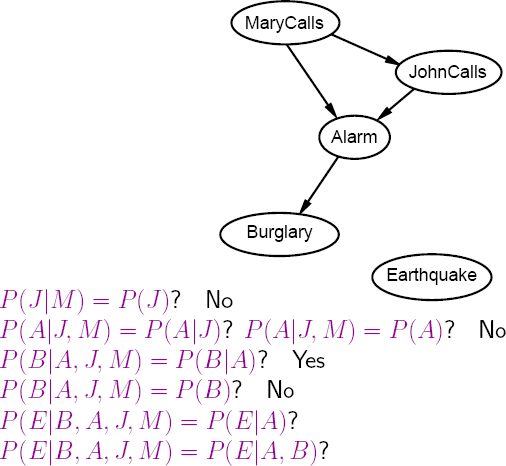 MaryCalls
JohnCalls
Alarm
Burglary
Earthquake
P(J|M) = P(J)? No
P(A|J, M) = P(A|J)? P(A|J, M) = P(A)? No
P(B|A, J, M) = P(B|A)? Yes
P(B|A, J, M) = P(B)? No
P(E|B, A, J, M) = P(E|A)?
P(E|B, A, J, M) = P(E|A, B)?